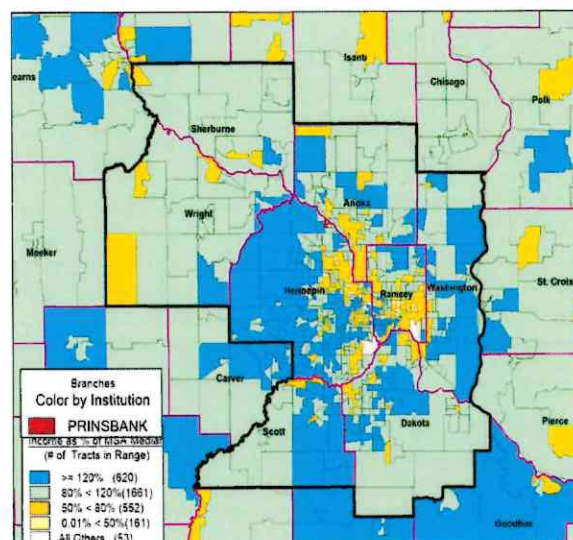 Isanti
Chisago
Polk
earns
Sherburne
Anoka
Wright
Meeker
Hennepin
Ramsey
Washington
St. Croix
Carver
Scott
Dakota
Pierce
Goodhue
Branches
Color by Institution
PRINSBANK
Income as % of MSA Median
(# of Tracts in Range)
>= 120% (620)
80% < 120%(1661)
50% < 80% (552)
0.01% < 50%(161)
All Others (53)